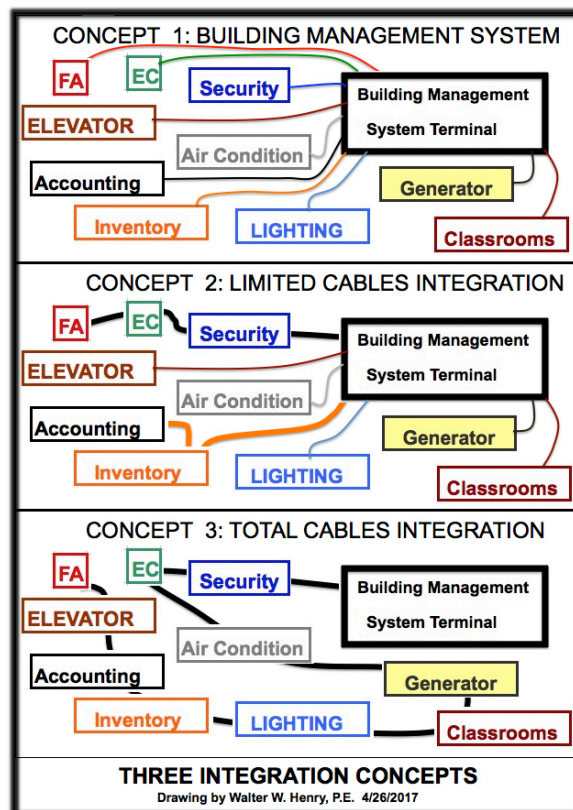 CONCEPT 1: BUILDING MANAGEMENT SYSTEM
FA
EC
Security
Building Management
System Terminal
ELEVATOR
Air Condition
Accounting
Generator
Inventory
LIGHTING
Classrooms
CONCEPT 2: LIMITED CABLES INTEGRATION
FA
EC
Security
Building Management
System Terminal
ELEVATOR
Air Condition
Accounting
Generator
Inventory
LIGHTING
Classrooms
CONCEPT 3: TOTAL CABLES INTEGRATION
FA
EC
Security
Building Management
System Terminal
ELEVATOR
Air Condition
Accounting
Generator
Inventory
LIGHTING
Classrooms
THREE INTEGRATION CONCEPTS
Drawing by Walter W. Henry, P.E. 4/26/2017